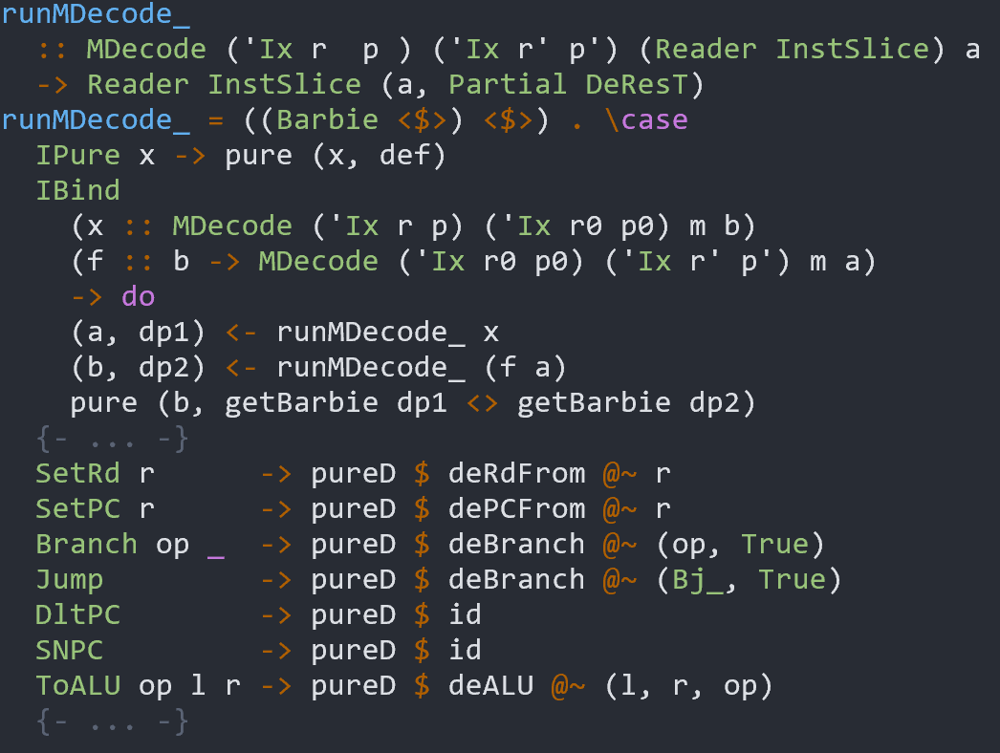 runMDecode_
  :: MDecode ('Ix r  p ) ('Ix r' p') (Reader InstSlice) a
  -> Reader InstSlice (a, Partial DeResT)
runMDecode_ = ((Barbie <$>) <$>) . \case
  IPure x -> pure (x, def)
  IBind
    (x :: MDecode ('Ix r p) ('Ix r0 p0) m b)
    (f :: b -> MDecode ('Ix r0 p0) ('Ix r' p') m a)
    -> do
    (a, dp1) <- runMDecode_ x
    (b, dp2) <- runMDecode_ (f a)
    pure (b, getBarbie dp1 <> getBarbie dp2)
  {- ... -}
  SetRd r      -> pureD $ deRdFrom @~ r
  SetPC r      -> pureD $ dePCFrom @~ r
  Branch op _  -> pureD $ deBranch @~ (op, True)
  Jump         -> pureD $ deBranch @~ (Bj_, True)
  DltPC        -> pureD $ id
  SNPC         -> pureD $ id
  ToALU op l r -> pureD $ deALU @~ (l, r, op)
  {- ... -}